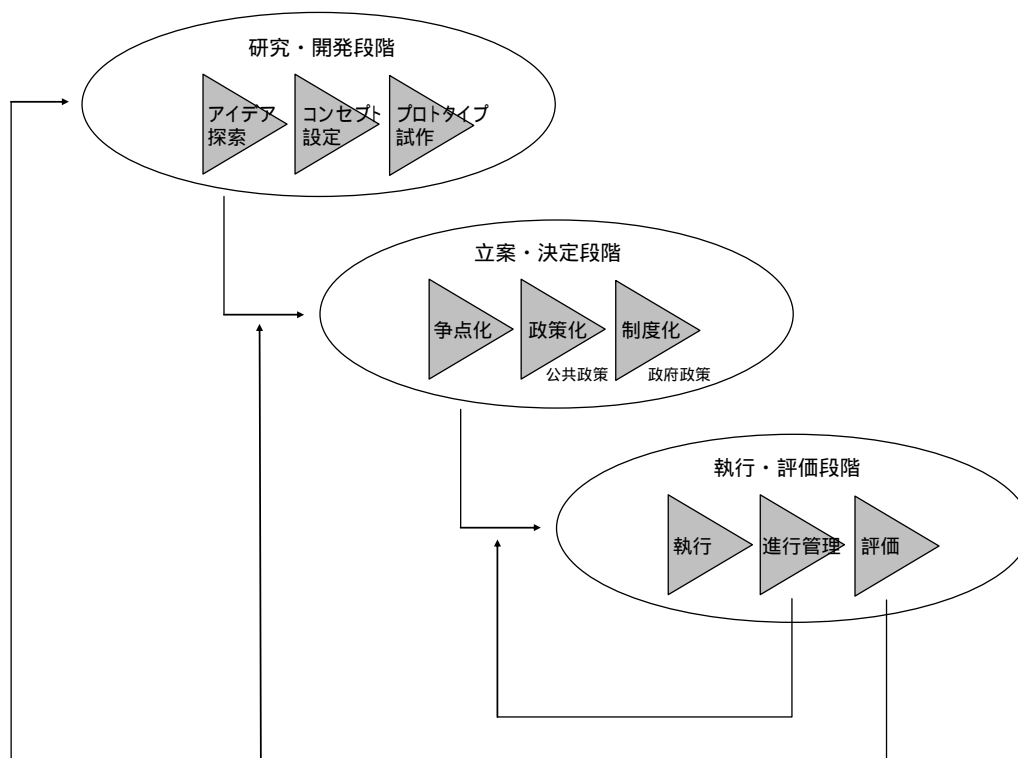 研究・開発段階
アイデア
探索
コンセプト
設定
プロトタイプ
試作
立案・決定段階
争点化
政策化
制度化
公共政策
政府政策
執行・評価段階
執行
進行管理
評価